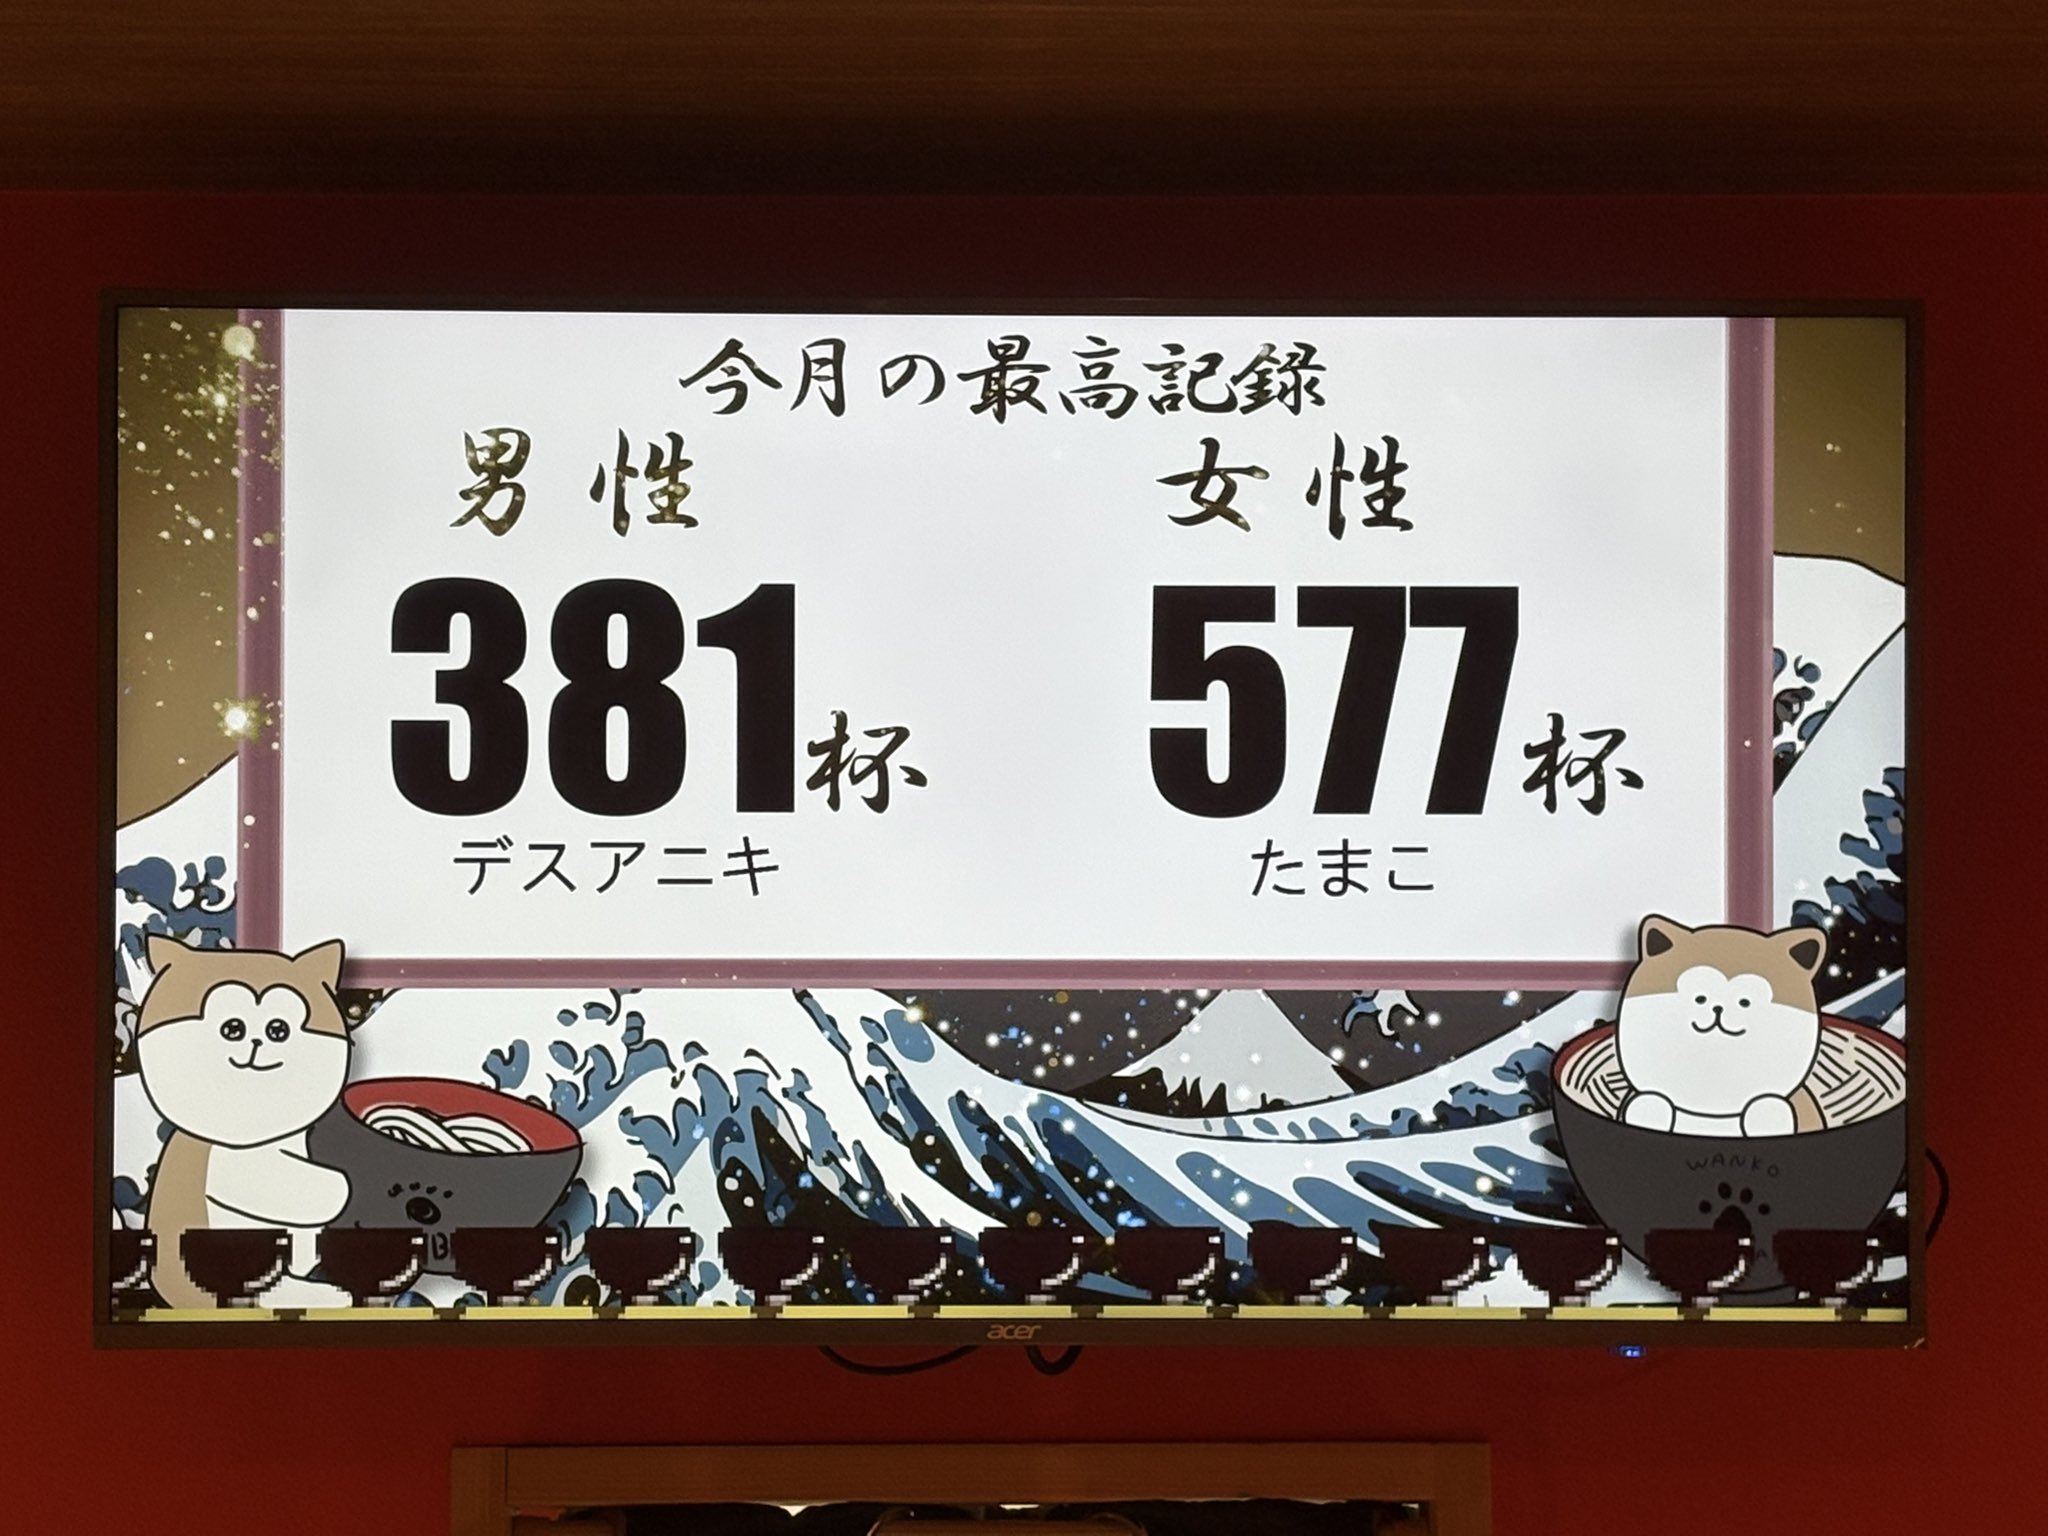 今月の最高記録
男性
女性
381杯
577杯
デスアニキ
たまこ
WANKO
acer